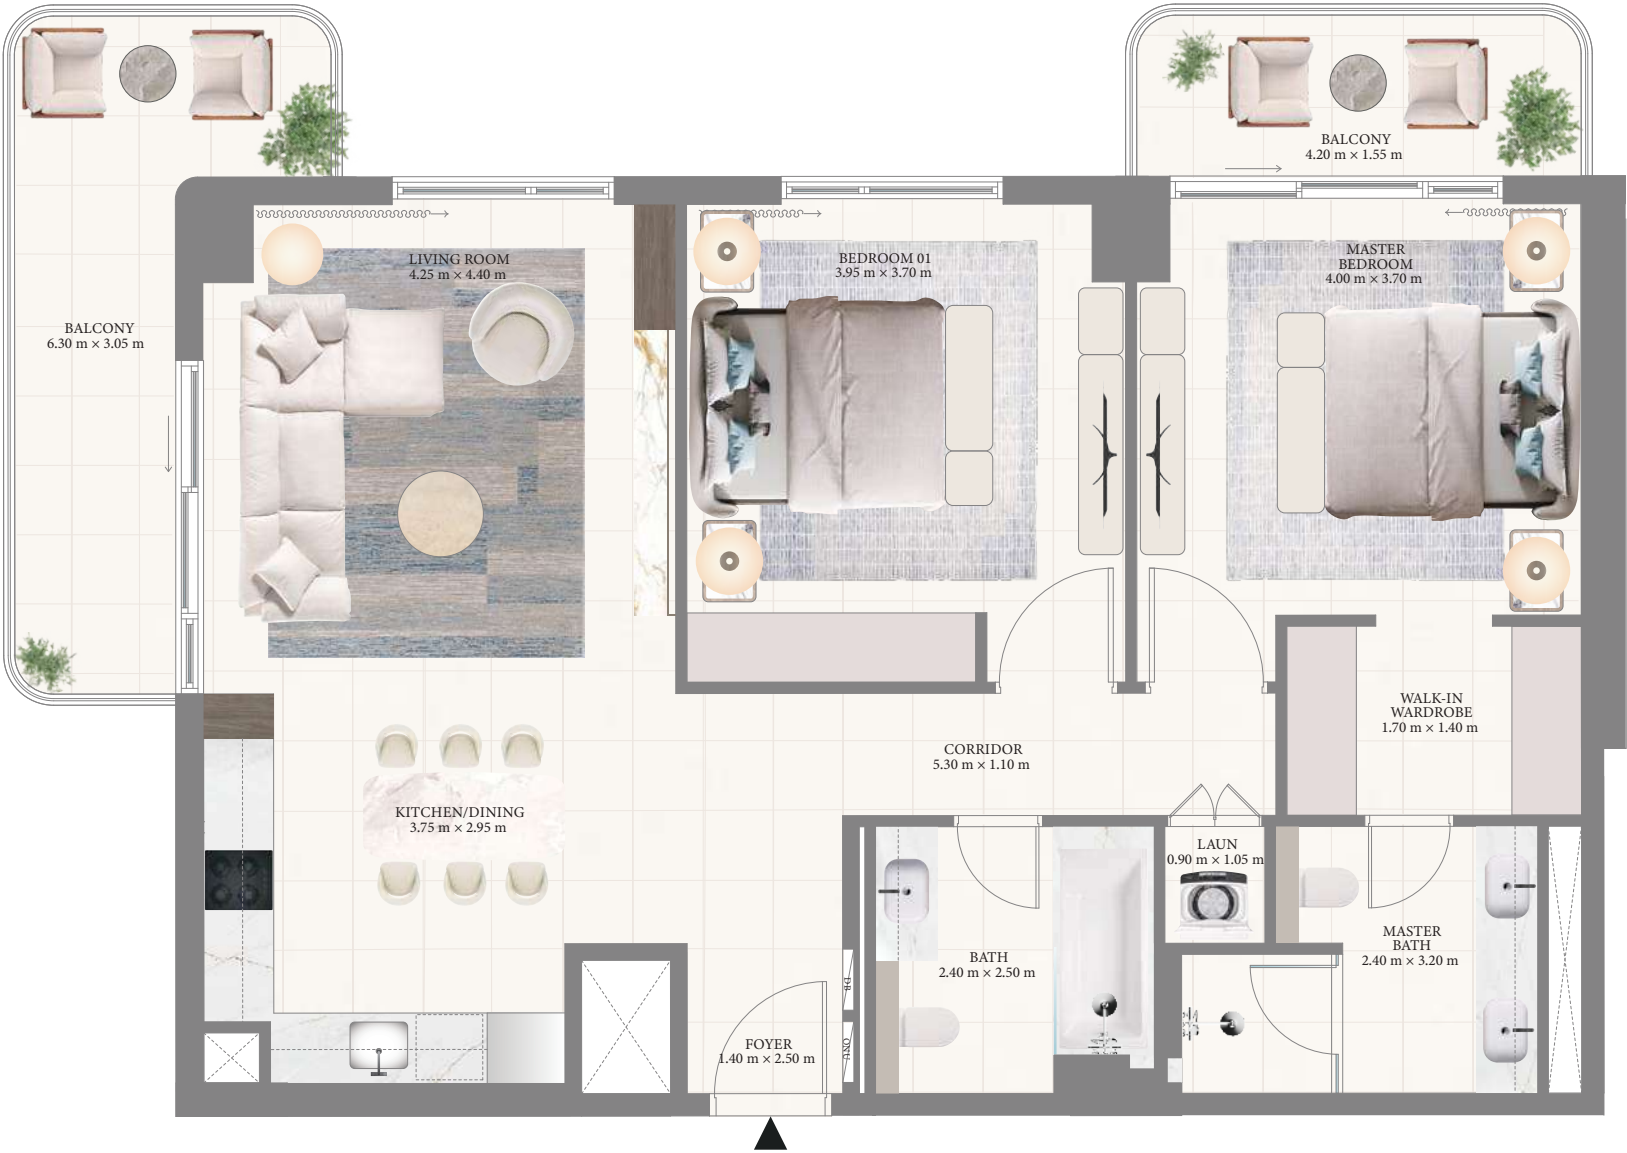 BALCONY
4.20 m × 1.55 m
LIVING ROOM
4.25 m × 4.40 m
BEDROOM 01
3.95 m × 3.70 m
MASTER
BEDROOM
4.00 m × 3.70 m
BALCONY
6.30 m × 3.05 m
WALK-IN
WARDROBE
1.70 m × 1.40 m
CORRIDOR
5.30 m × 1.10 m
KITCHEN/DINING
3.75 m × 2.95 m
LAUN
0.90 m × 1.05 m
MASTER
BATH
2.40 m × 3.20 m
BATH
2.40 m × 2.50 m
DB
FOYER
1.40 m × 2.50 m
ONU